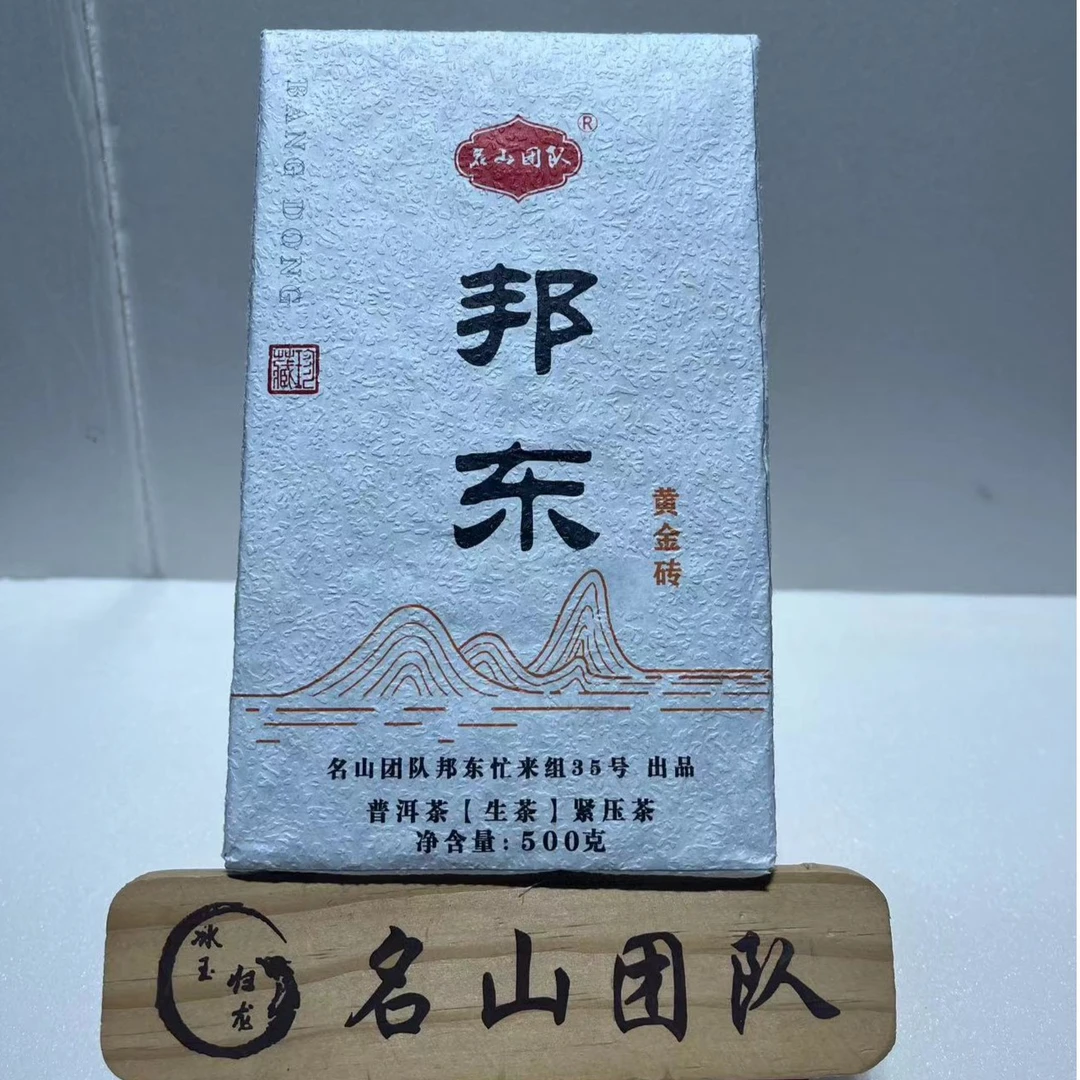 BANGDONG
珍藏
名山团队
®
邦东
黄金砖
名山团队邦东忙来组35号 出品
普洱茶【生茶】紧压茶
净含量：500克
冰玉
归龙
名山团队